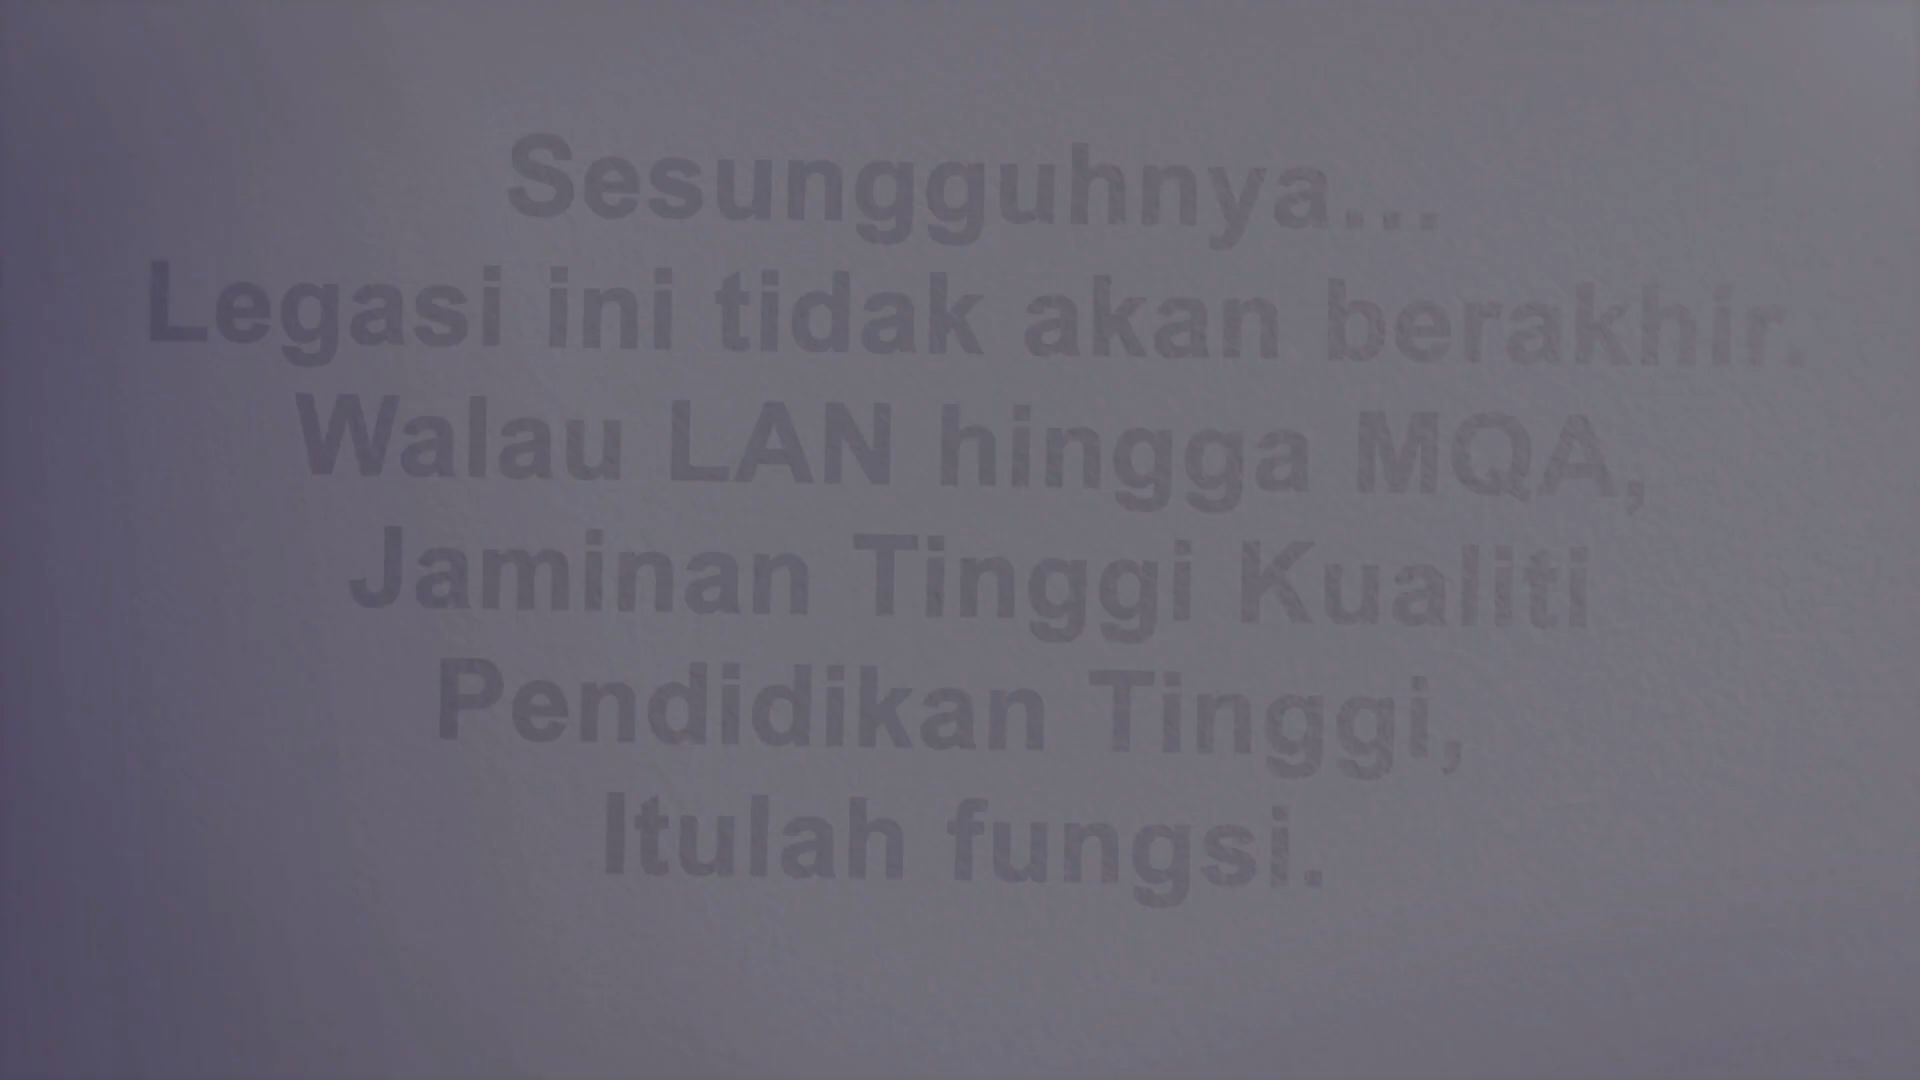 Sesungguhnya...
Legasi ini tidak akan berakhir.
Walau LAN hingga MQA,
Jaminan Tinggi Kualiti
Pendidikan Tinggi,
Itulah fungsi.